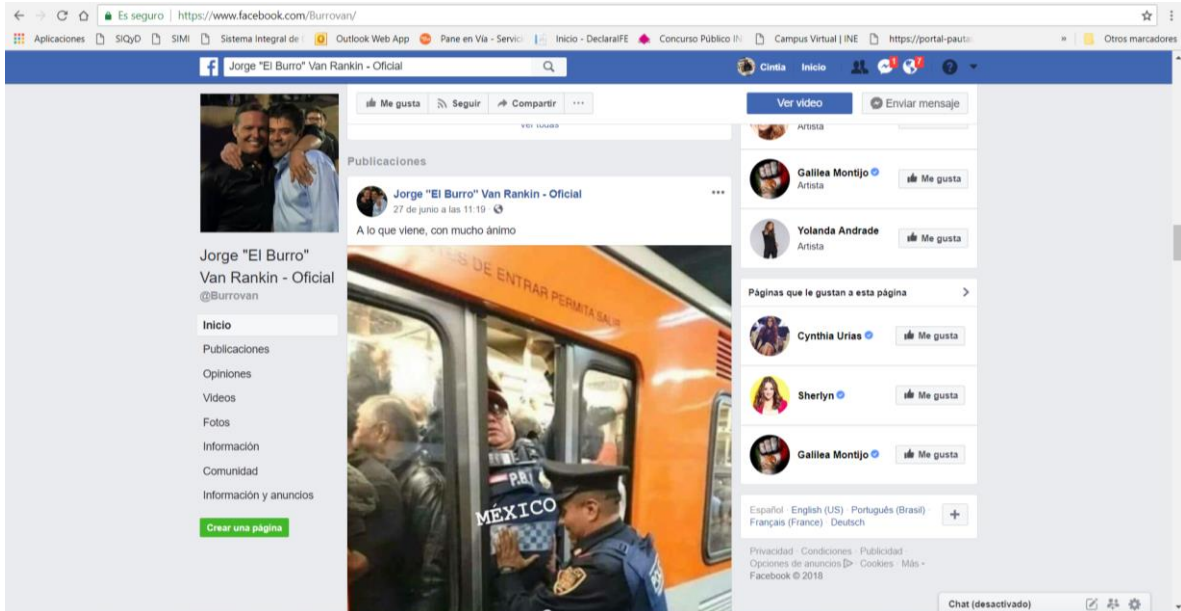 Es seguro | https://www.facebook.com/Burrovan/
Aplicaciones SIQyD SIMI Sistema Integral de Outlook Web App Pane en Vía - Servic Inicio - DeclaraIFE Concurso Público IN Campus Virtual | INE https://portal-pauta » Otros marcadores
Jorge "El Burro" Van Rankin - Oficial
Cintia Inicio 1 7
Me gusta Seguir Compartir ...
Ver video Enviar mensaje
Ver todas
Artista
Publicaciones
Galilea Montijo
Artista
Me gusta
Jorge "El Burro" Van Rankin - Oficial
27 de junio a las 11:19
A lo que viene, con mucho ánimo
Yolanda Andrade
Artista
Me gusta
Jorge "El Burro"
Van Rankin - Oficial
@Burrovan
Inicio
Publicaciones
Opiniones
Videos
Fotos
Información
Comunidad
Información y anuncios
Crear una página
DE ENTRAR PERMITA SALIR
P.B.I
MÉXICO
Páginas que le gustan a esta página
Cynthia Urias
Me gusta
Sherlyn
Me gusta
Galilea Montijo
Me gusta
Español · English (US) · Português (Brasil) ·
Français (France) · Deutsch
Privacidad · Condiciones · Publicidad ·
Opciones de anuncios · Cookies · Más
Facebook © 2018
Chat (desactivado)